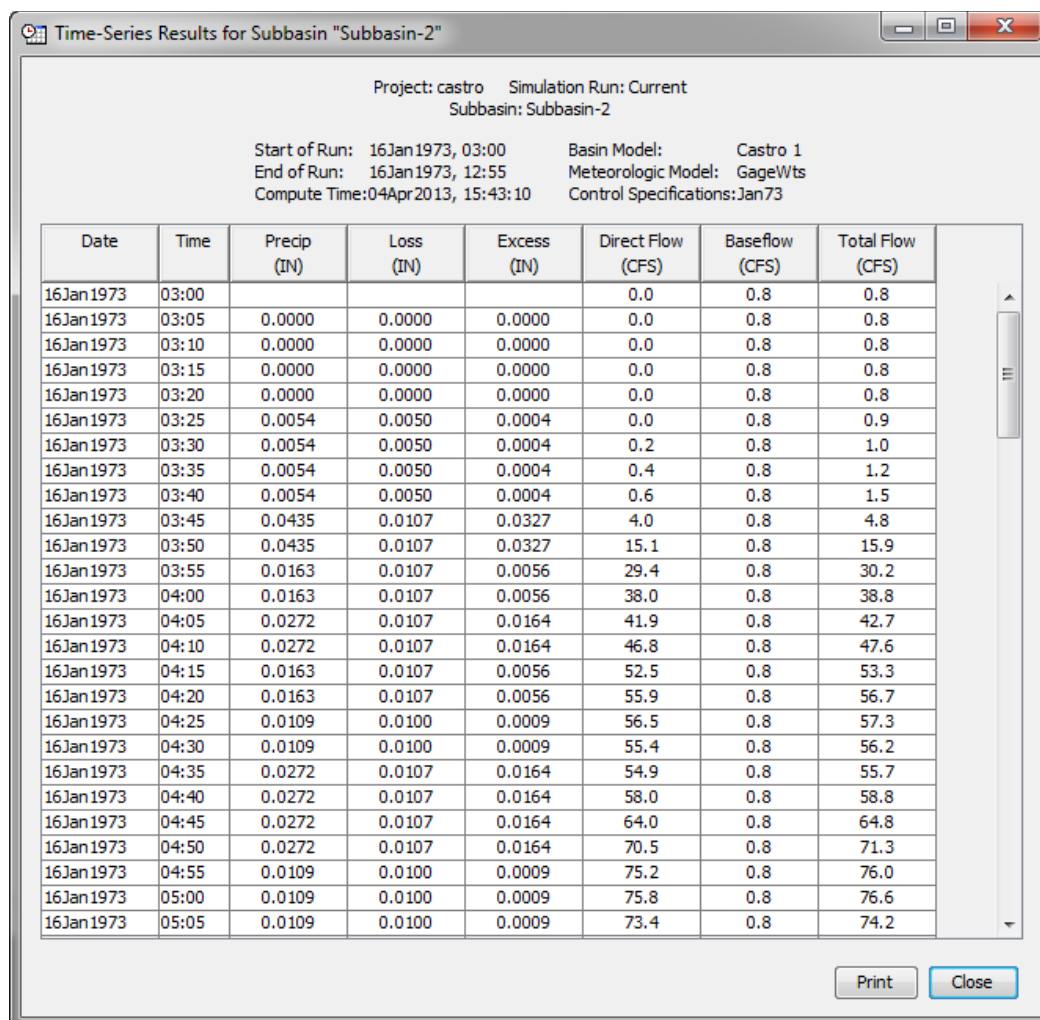 Time-Series Results for Subbasin "Subbasin-2"
Project: castro Simulation Run: Current
Subbasin: Subbasin-2
Start of Run: 16Jan1973, 03:00 Basin Model: Castro 1
End of Run: 16Jan1973, 12:55 Meteorologic Model: GageWts
Compute Time:04Apr2013, 15:43:10 Control Specifications:Jan73
Date Time Precip Loss Excess Direct Flow Baseflow Total Flow
(IN) (IN) (IN) (CFS) (CFS) (CFS)
16Jan1973 03:00 0.0 0.8 0.8
16Jan1973 03:05 0.0000 0.0000 0.0000 0.0 0.8 0.8
16Jan1973 03:10 0.0000 0.0000 0.0000 0.0 0.8 0.8
16Jan1973 03:15 0.0000 0.0000 0.0000 0.0 0.8 0.8
16Jan1973 03:20 0.0000 0.0000 0.0000 0.0 0.8 0.8
16Jan1973 03:25 0.0054 0.0050 0.0004 0.0 0.8 0.9
16Jan1973 03:30 0.0054 0.0050 0.0004 0.2 0.8 1.0
16Jan1973 03:35 0.0054 0.0050 0.0004 0.4 0.8 1.2
16Jan1973 03:40 0.0054 0.0050 0.0004 0.6 0.8 1.5
16Jan1973 03:45 0.0435 0.0107 0.0327 4.0 0.8 4.8
16Jan1973 03:50 0.0435 0.0107 0.0327 15.1 0.8 15.9
16Jan1973 03:55 0.0163 0.0107 0.0056 29.4 0.8 30.2
16Jan1973 04:00 0.0163 0.0107 0.0056 38.0 0.8 38.8
16Jan1973 04:05 0.0272 0.0107 0.0164 41.9 0.8 42.7
16Jan1973 04:10 0.0272 0.0107 0.0164 46.8 0.8 47.6
16Jan1973 04:15 0.0163 0.0107 0.0056 52.5 0.8 53.3
16Jan1973 04:20 0.0163 0.0107 0.0056 55.9 0.8 56.7
16Jan1973 04:25 0.0109 0.0100 0.0009 56.5 0.8 57.3
16Jan1973 04:30 0.0109 0.0100 0.0009 55.4 0.8 56.2
16Jan1973 04:35 0.0272 0.0107 0.0164 54.9 0.8 55.7
16Jan1973 04:40 0.0272 0.0107 0.0164 58.0 0.8 58.8
16Jan1973 04:45 0.0272 0.0107 0.0164 64.0 0.8 64.8
16Jan1973 04:50 0.0272 0.0107 0.0164 70.5 0.8 71.3
16Jan1973 04:55 0.0109 0.0100 0.0009 75.2 0.8 76.0
16Jan1973 05:00 0.0109 0.0100 0.0009 75.8 0.8 76.6
16Jan1973 05:05 0.0109 0.0100 0.0009 73.4 0.8 74.2
Print Close